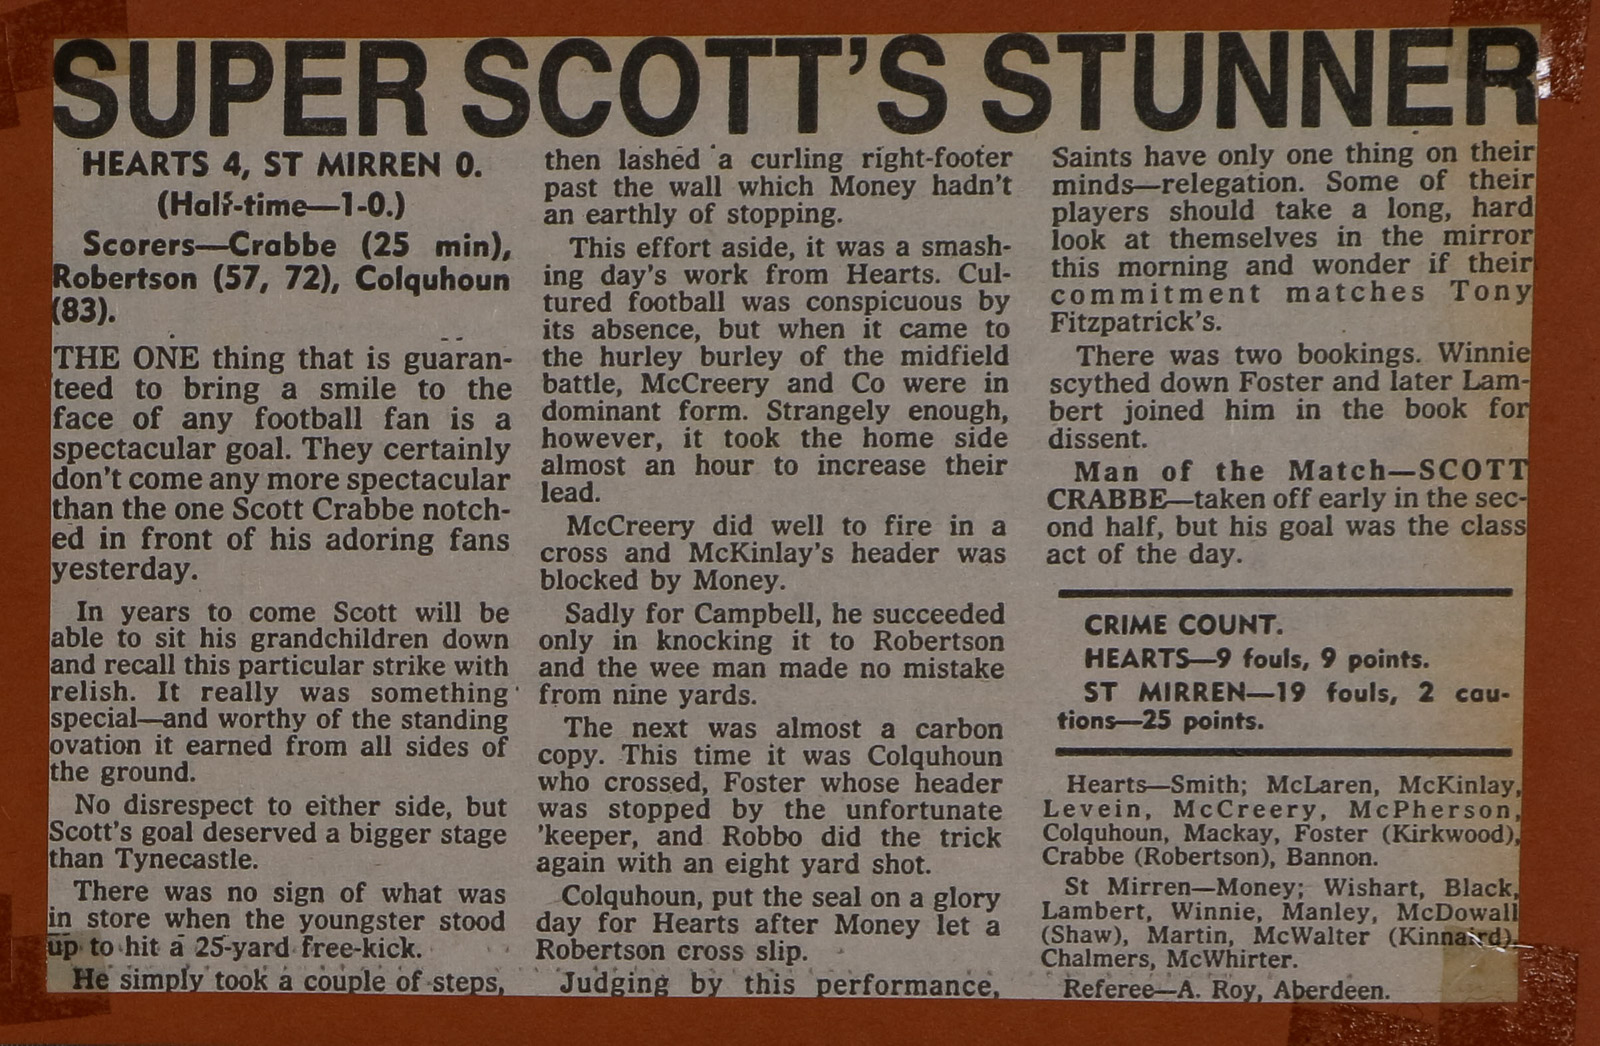 SUPER SCOTT'S STUNNER
HEARTS 4, ST MIRREN 0.
(Half-time—1-0.)
Scorers—Crabbe (25 min),
Robertson (57, 72), Colquhoun
(83).
THE ONE thing that is guaran-
teed to bring a smile to the
face of any football fan is a
spectacular goal. They certainly
don't come any more spectacular
than the one Scott Crabbe notch-
ed in front of his adoring fans
yesterday.
In years to come Scott will be
able to sit his grandchildren down
and recall this particular strike with
relish. It really was something
special—and worthy of the standing
ovation it earned from all sides of
the ground.
No disrespect to either side, but
Scott's goal deserved a bigger stage
than Tynecastle.
There was no sign of what was
in store when the youngster stood
up to hit a 25-yard free-kick.
He simply took a couple of steps,
then lashed a curling right-footer
past the wall which Money hadn't
an earthly of stopping.
This effort aside, it was a smash-
ing day's work from Hearts. Cul-
tured football was conspicuous by
its absence, but when it came to
the hurley burley of the midfield
battle, McCreery and Co were in
dominant form. Strangely enough,
however, it took the home side
almost an hour to increase their
lead.
McCreery did well to fire in a
cross and McKinlay's header was
blocked by Money.
Sadly for Campbell, he succeeded
only in knocking it to Robertson
and the wee man made no mistake
from nine yards.
The next was almost a carbon
copy. This time it was Colquhoun
who crossed, Foster whose header
was stopped by the unfortunate
'keeper, and Robbo did the trick
again with an eight yard shot.
Colquhoun, put the seal on a glory
day for Hearts after Money let a
Robertson cross slip.
Judging by this performance,
Saints have only one thing on their
minds—relegation. Some of their
players should take a long, hard
look at themselves in the mirror
this morning and wonder if their
commitment matches Tony
Fitzpatrick's.
There was two bookings. Winnie
scythed down Foster and later Lam-
bert joined him in the book for
dissent.
Man of the Match—SCOTT
CRABBE—taken off early in the sec-
ond half, but his goal was the class
act of the day.
CRIME COUNT.
HEARTS—9 fouls, 9 points.
ST MIRREN—19 fouls, 2 cau-
tions—25 points.
Hearts—Smith; McLaren, McKinlay,
Levein, McCreery, McPherson,
Colquhoun, Mackay, Foster (Kirkwood),
Crabbe (Robertson), Bannon.
St Mirren—Money; Wishart, Black,
Lambert, Winnie, Manley, McDowall
(Shaw), Martin, McWalter (Kinnaird),
Chalmers, McWhirter.
Referee—A. Roy, Aberdeen.